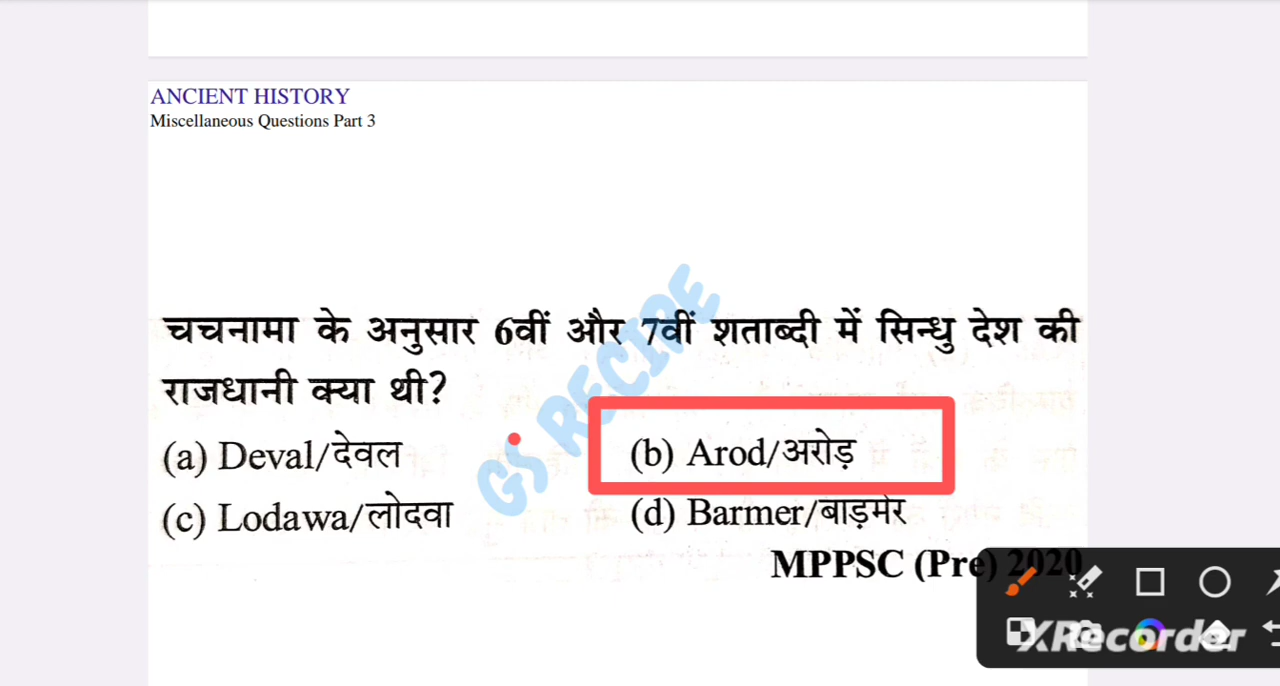 ANCIENT HISTORY
Miscellaneous Questions Part 3
चचनामा के अनुसार 6वीं और 7वीं शताब्दी में सिन्धु देश की
राजधानी क्या थी?
(a) Deval/देवल (b) Arod/अरोड़
(c) Lodawa/लोदवा (d) Barmer/बाड़मेर
MPPSC (Pre) 2020
GS RECIPE
XRecorder